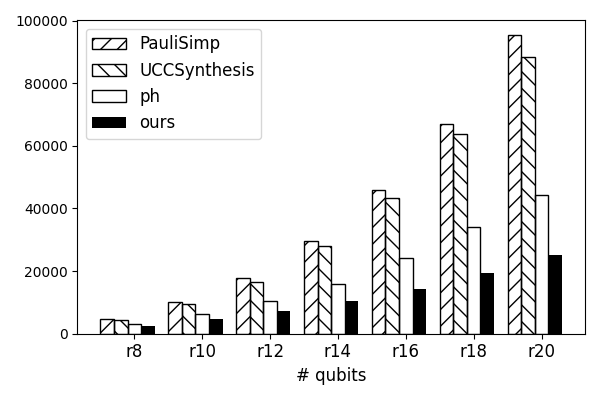 100000
80000
60000
40000
20000
0
PauliSimp
UCCSynthesis
ph
ours
r8 r10 r12 r14 r16 r18 r20
# qubits